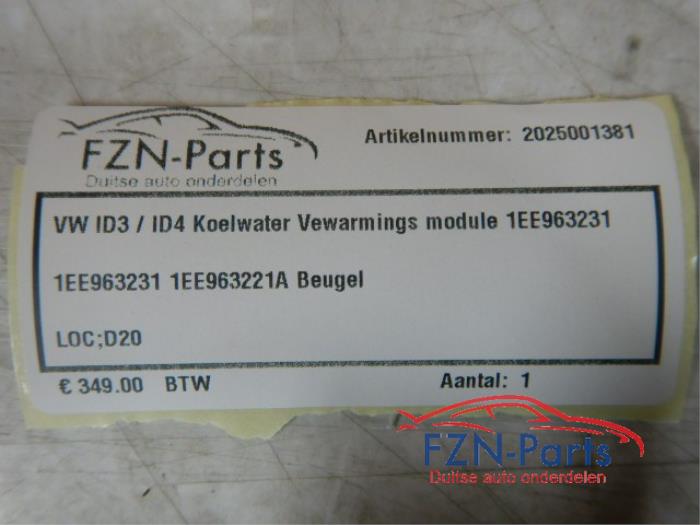 FZN-Parts
Duitse auto onderdelen
Artikelnummer: 2025001381
VW ID3 / ID4 Koelwater Vewarmings module 1EE963231
1EE963231 1EE963221A Beugel
LOC;D20
€ 349.00 BTW
Aantal: 1
FZN-Parts
Duitse auto onderdelen